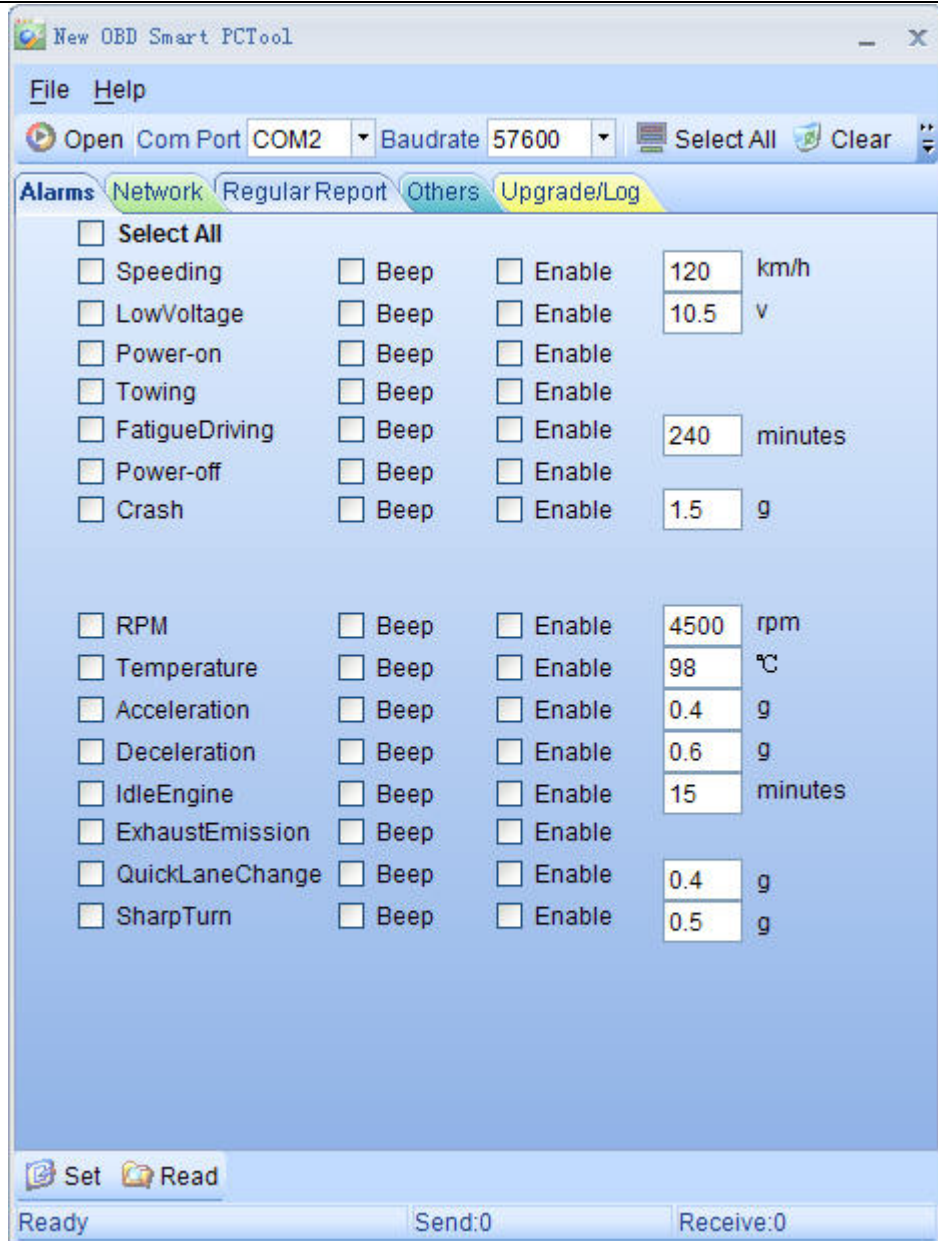 New OBD Smart PCTool
File Help
Open Com Port COM2 Baudrate 57600 Select All Clear
Alarms Network Regular Report Others Upgrade/Log
Select All
Speeding Beep Enable 120 km/h
LowVoltage Beep Enable 10.5 v
Power-on Beep Enable
Towing Beep Enable
FatigueDriving Beep Enable 240 minutes
Power-off Beep Enable
Crash Beep Enable 1.5 g
RPM Beep Enable 4500 rpm
Temperature Beep Enable 98 ℃
Acceleration Beep Enable 0.4 g
Deceleration Beep Enable 0.6 g
IdleEngine Beep Enable 15 minutes
ExhaustEmission Beep Enable
QuickLaneChange Beep Enable 0.4 g
SharpTurn Beep Enable 0.5 g
Set Read
Ready Send:0 Receive:0